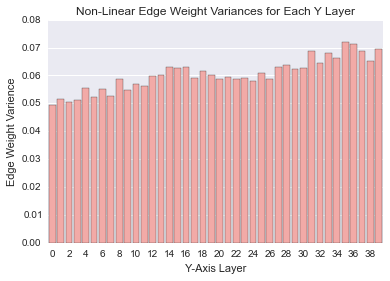 Non-Linear Edge Weight Variances for Each Y Layer
0.08
0.07
0.06
0.05
0.04
0.03
0.02
0.01
0.00
Edge Weight Varience
0 2 4 6 8 10 12 14 16 18 20 22 24 26 28 30 32 34 36 38
Y-Axis Layer